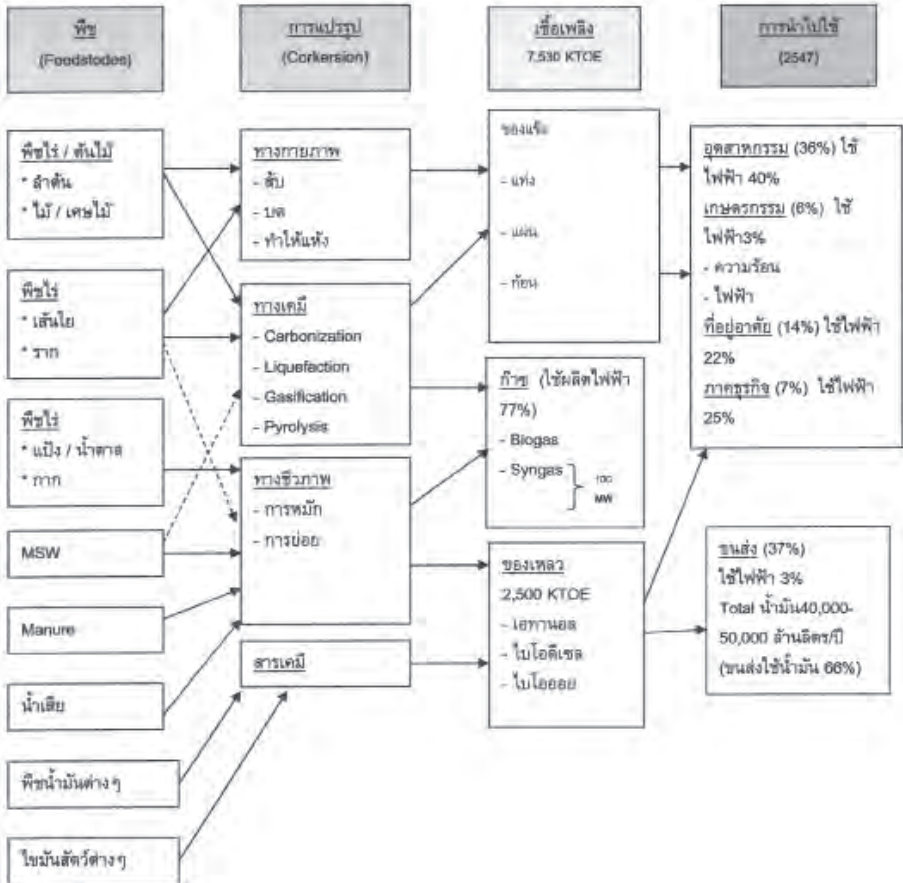 พืช
(Feedstodes)
การแปรรูป
(Corkersion)
เชื้อเพลิง
7,530 KTOE
การนำไปใช้
(2547)
พืชไร่ / ต้นไม้
* ลำต้น
* ไม้ / เศษไม้
พืชไร่
* เส้นใย
* ราก
พืชไร่
* แป้ง / น้ำตาล
* กาก
MSW
Manure
น้ำเสีย
พืชน้ำมันต่างๆ
ไขมันสัตว์ต่างๆ
ทางกายภาพ
- สับ
- บด
- ทำให้แห้ง
ทางเคมี
- Carbonization
- Liquefaction
- Gasification
- Pyrolysis
ทางชีวภาพ
- การหมัก
- การย่อย
สารเคมี
ของแข็ง
- แท่ง
- แผ่น
- ก้อน
ก๊าซ (ใช้ผลิตไฟฟ้า
77%)
- Biogas
- Syngas
MW
ของเหลว
2,500 KTOE
- เอทานอล
- ไบโอดีเซล
- ไบโอออย
อุตสาหกรรม (36%) ใช้
ไฟฟ้า 40%
เกษตรกรรม (6%) ใช้
ไฟฟ้า3%
- ความร้อน
- ไฟฟ้า
ที่อยู่อาศัย (14%) ใช้ไฟฟ้า
22%
ภาคธุรกิจ (7%) ใช้ไฟฟ้า
25%
ขนส่ง (37%)
ใช้ไฟฟ้า 3%
Total น้ำมัน40,000-
50,000 ล้านลิตร/ปี
(ขนส่งใช้น้ำมัน 66%)